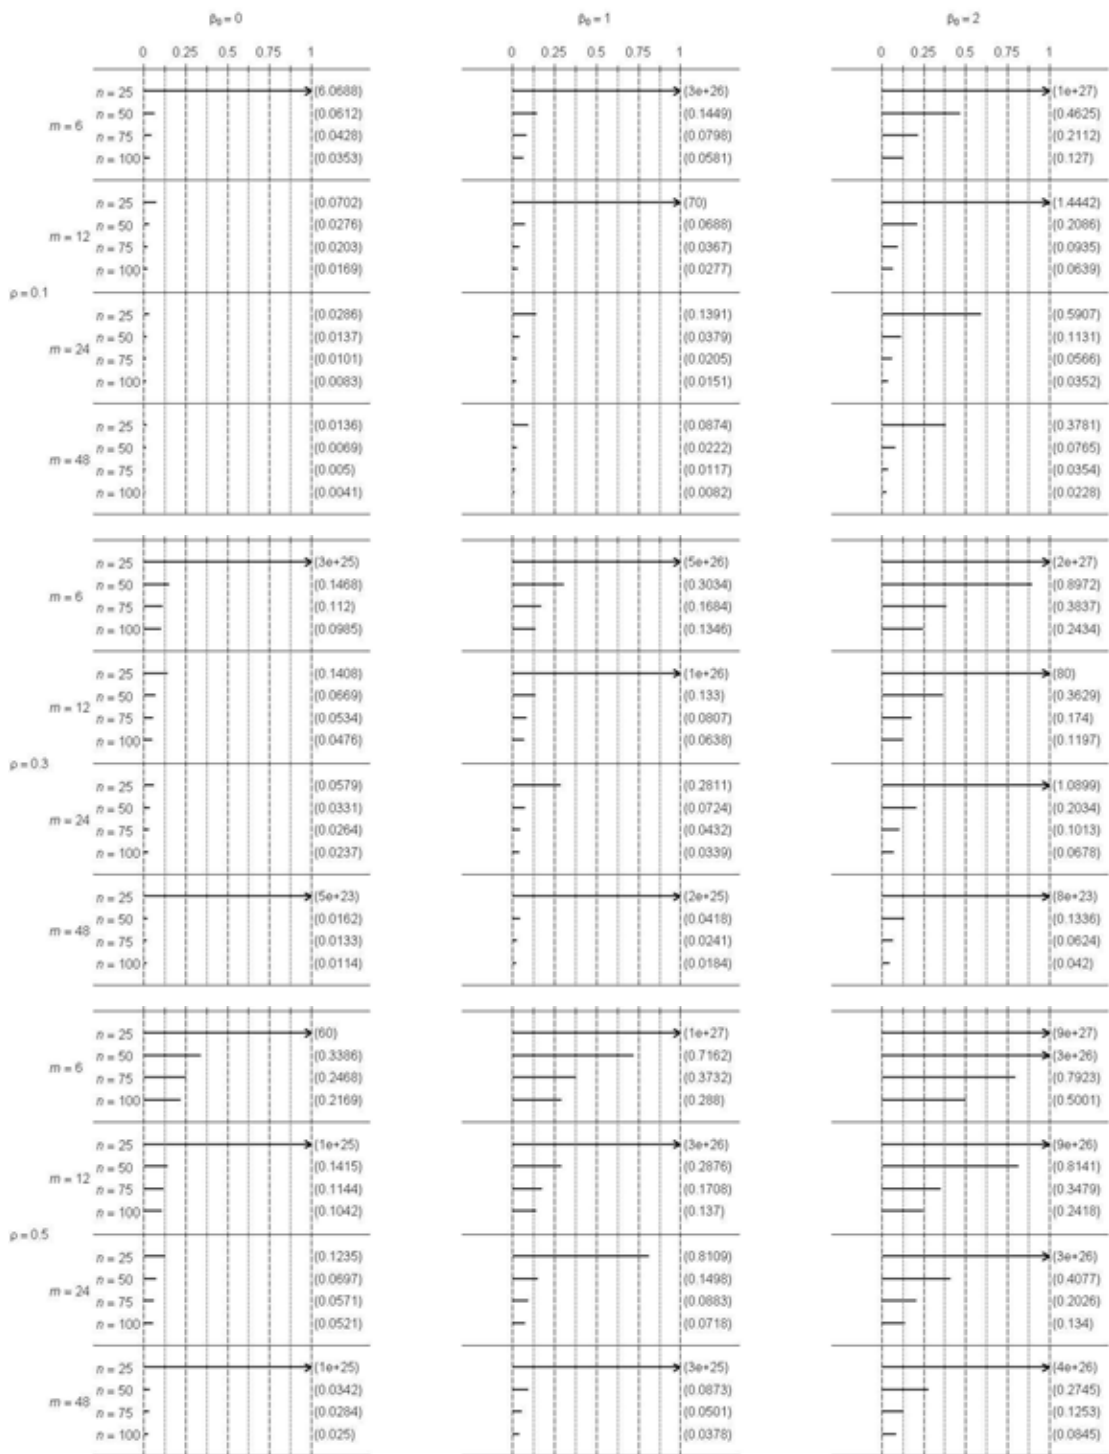 β₀ = 0 β₀ = 1 β₀ = 2
0 0.25 0.5 0.75 1 0 0.25 0.5 0.75 1 0 0.25 0.5 0.75 1
n = 25 (6.0688) (3e+26) (1e+27)
m = 6 n = 50 (0.0612) (0.1449) (0.4625)
n = 75 (0.0428) (0.0798) (0.2112)
n = 100 (0.0353) (0.0581) (0.127)
n = 25 (0.0702) (70) (1.4442)
m = 12 n = 50 (0.0276) (0.0688) (0.2086)
n = 75 (0.0203) (0.0367) (0.0935)
n = 100 (0.0169) (0.0277) (0.0639)
ρ = 0.1
n = 25 (0.0286) (0.1391) (0.5907)
m = 24 n = 50 (0.0137) (0.0379) (0.1131)
n = 75 (0.0101) (0.0205) (0.0566)
n = 100 (0.0083) (0.0151) (0.0352)
n = 25 (0.0136) (0.0874) (0.3781)
m = 48 n = 50 (0.0069) (0.0222) (0.0765)
n = 75 (0.005) (0.0117) (0.0354)
n = 100 (0.0041) (0.0082) (0.0228)
n = 25 (3e+25) (5e+26) (2e+27)
m = 6 n = 50 (0.1468) (0.3034) (0.8972)
n = 75 (0.112) (0.1684) (0.3837)
n = 100 (0.0985) (0.1346) (0.2434)
n = 25 (0.1408) (1e+26) (80)
m = 12 n = 50 (0.0669) (0.133) (0.3629)
n = 75 (0.0534) (0.0807) (0.174)
n = 100 (0.0476) (0.0638) (0.1197)
ρ = 0.3
n = 25 (0.0579) (0.2811) (1.0899)
m = 24 n = 50 (0.0331) (0.0724) (0.2034)
n = 75 (0.0264) (0.0432) (0.1013)
n = 100 (0.0237) (0.0339) (0.0678)
n = 25 (5e+23) (2e+25) (8e+23)
m = 48 n = 50 (0.0162) (0.0418) (0.1336)
n = 75 (0.0133) (0.0241) (0.0624)
n = 100 (0.0114) (0.0184) (0.042)
n = 25 (60) (1e+27) (9e+27)
m = 6 n = 50 (0.3386) (0.7162) (3e+26)
n = 75 (0.2468) (0.3732) (0.7923)
n = 100 (0.2169) (0.288) (0.5001)
n = 25 (1e+25) (3e+26) (9e+26)
m = 12 n = 50 (0.1415) (0.2876) (0.8141)
n = 75 (0.1144) (0.1708) (0.3479)
n = 100 (0.1042) (0.137) (0.2418)
ρ = 0.5
n = 25 (0.1235) (0.8109) (3e+26)
m = 24 n = 50 (0.0697) (0.1498) (0.4077)
n = 75 (0.0571) (0.0883) (0.2026)
n = 100 (0.0521) (0.0718) (0.134)
n = 25 (1e+25) (3e+25) (4e+26)
m = 48 n = 50 (0.0342) (0.0873) (0.2745)
n = 75 (0.0284) (0.0501) (0.1253)
n = 100 (0.025) (0.0378) (0.0845)